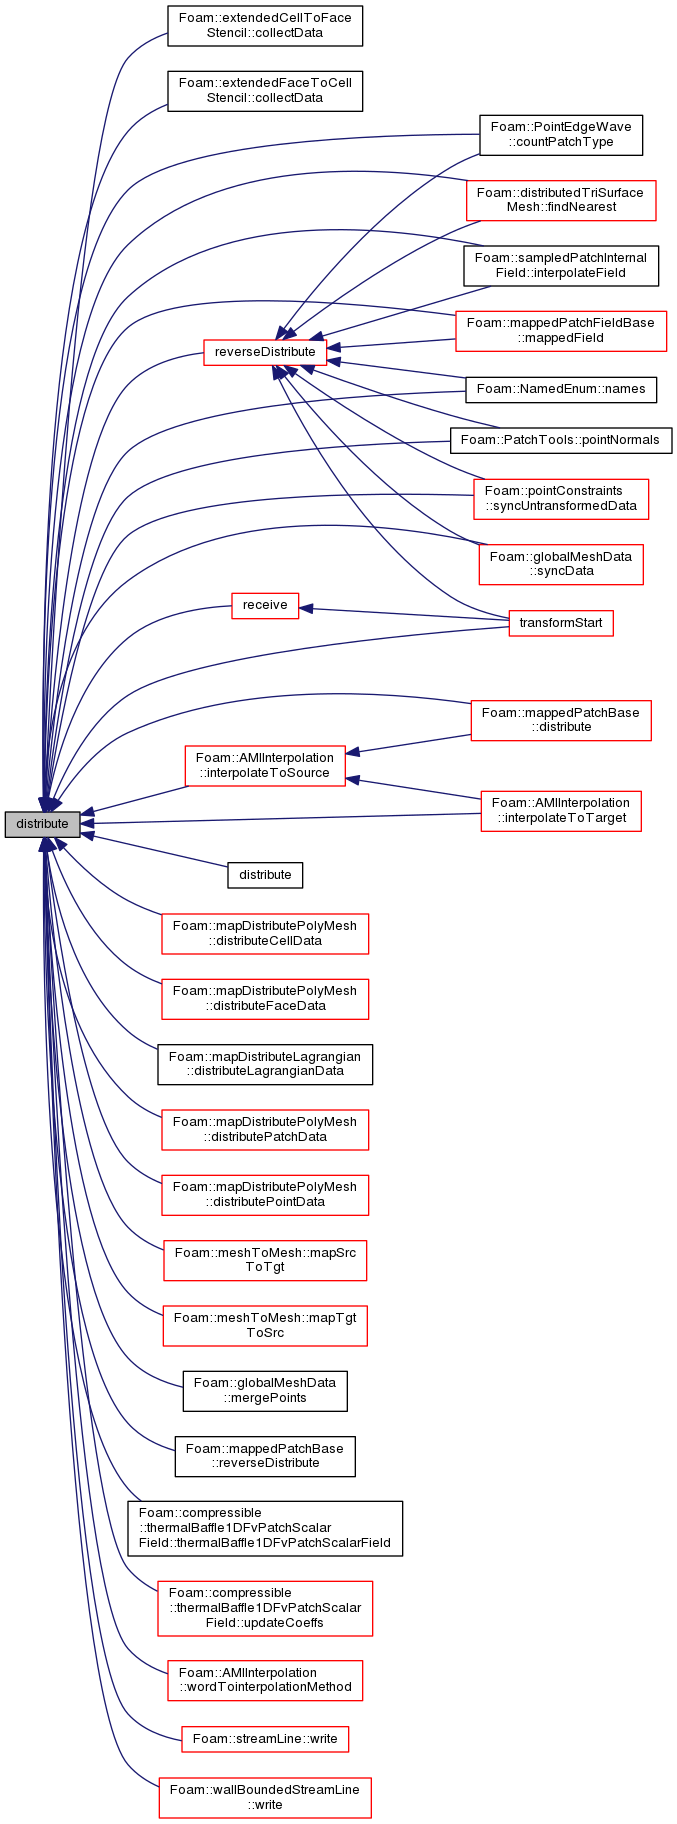 Foam::extendedCellToFace
Stencil::collectData
Foam::extendedFaceToCell
Stencil::collectData
Foam::PointEdgeWave
::countPatchType
Foam::distributedTriSurface
Mesh::findNearest
Foam::sampledPatchInternal
Field::interpolateField
Foam::mappedPatchFieldBase
::mappedField
reverseDistribute
Foam::NamedEnum::names
Foam::PatchTools::pointNormals
Foam::pointConstraints
::syncUntransformedData
Foam::globalMeshData
::syncData
receive
transformStart
Foam::mappedPatchBase
::distribute
Foam::AMIInterpolation
::interpolateToSource
Foam::AMIInterpolation
::interpolateToTarget
distribute
distribute
Foam::mapDistributePolyMesh
::distributeCellData
Foam::mapDistributePolyMesh
::distributeFaceData
Foam::mapDistributeLagrangian
::distributeLagrangianData
Foam::mapDistributePolyMesh
::distributePatchData
Foam::mapDistributePolyMesh
::distributePointData
Foam::meshToMesh::mapSrc
ToTgt
Foam::meshToMesh::mapTgt
ToSrc
Foam::globalMeshData
::mergePoints
Foam::mappedPatchBase
::reverseDistribute
Foam::compressible
::thermalBaffle1DFvPatchScalar
Field::thermalBaffle1DFvPatchScalarField
Foam::compressible
::thermalBaffle1DFvPatchScalar
Field::updateCoeffs
Foam::AMIInterpolation
::wordTointerpolationMethod
Foam::streamLine::write
Foam::wallBoundedStreamLine
::write